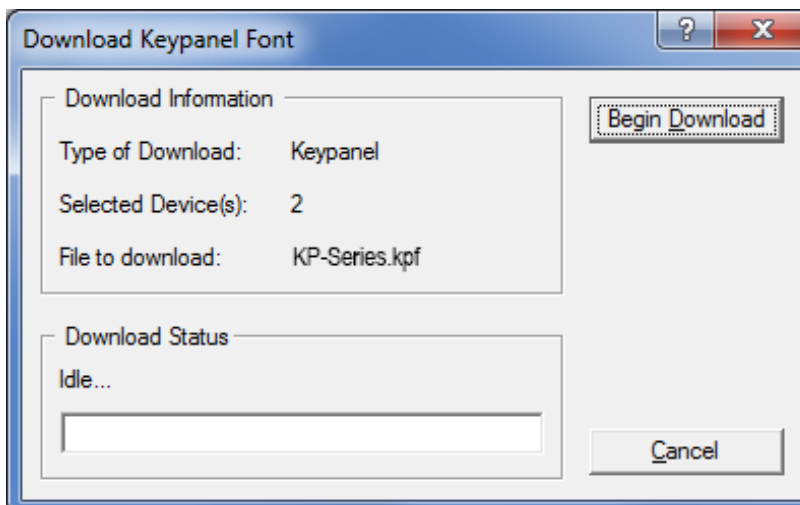 Download Keypanel Font
?
X
Download Information
Type of Download: Keypanel
Selected Device(s): 2
File to download: KP-Series.kpf
Begin Download
Download Status
Idle...
Cancel